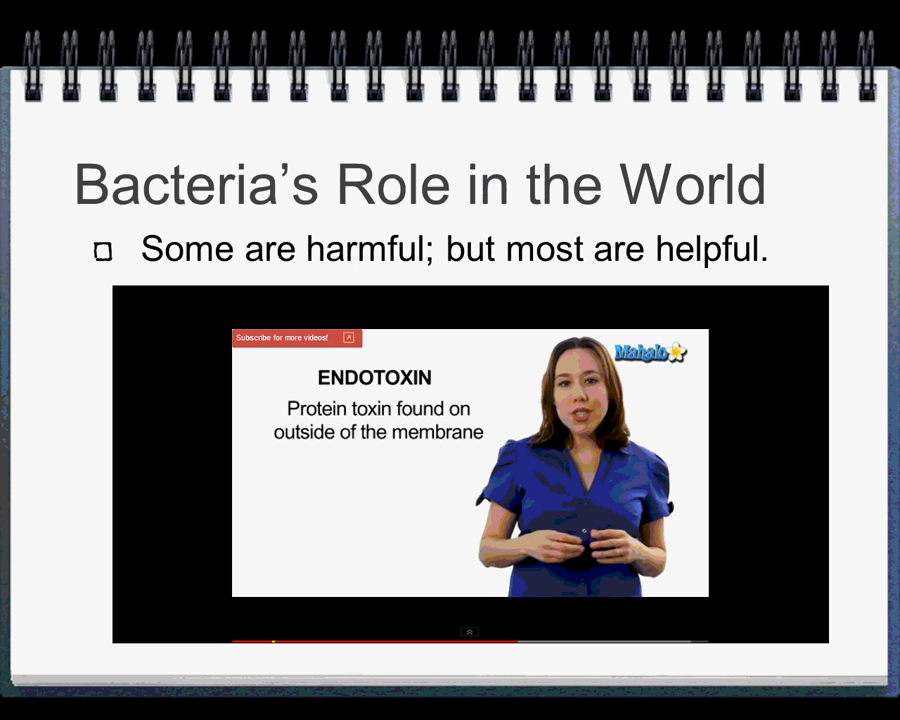 Bacteria’s Role in the World
Some are harmful; but most are helpful.
Subscribe for more videos!
Mahalo
ENDOTOXIN
Protein toxin found on
outside of the membrane